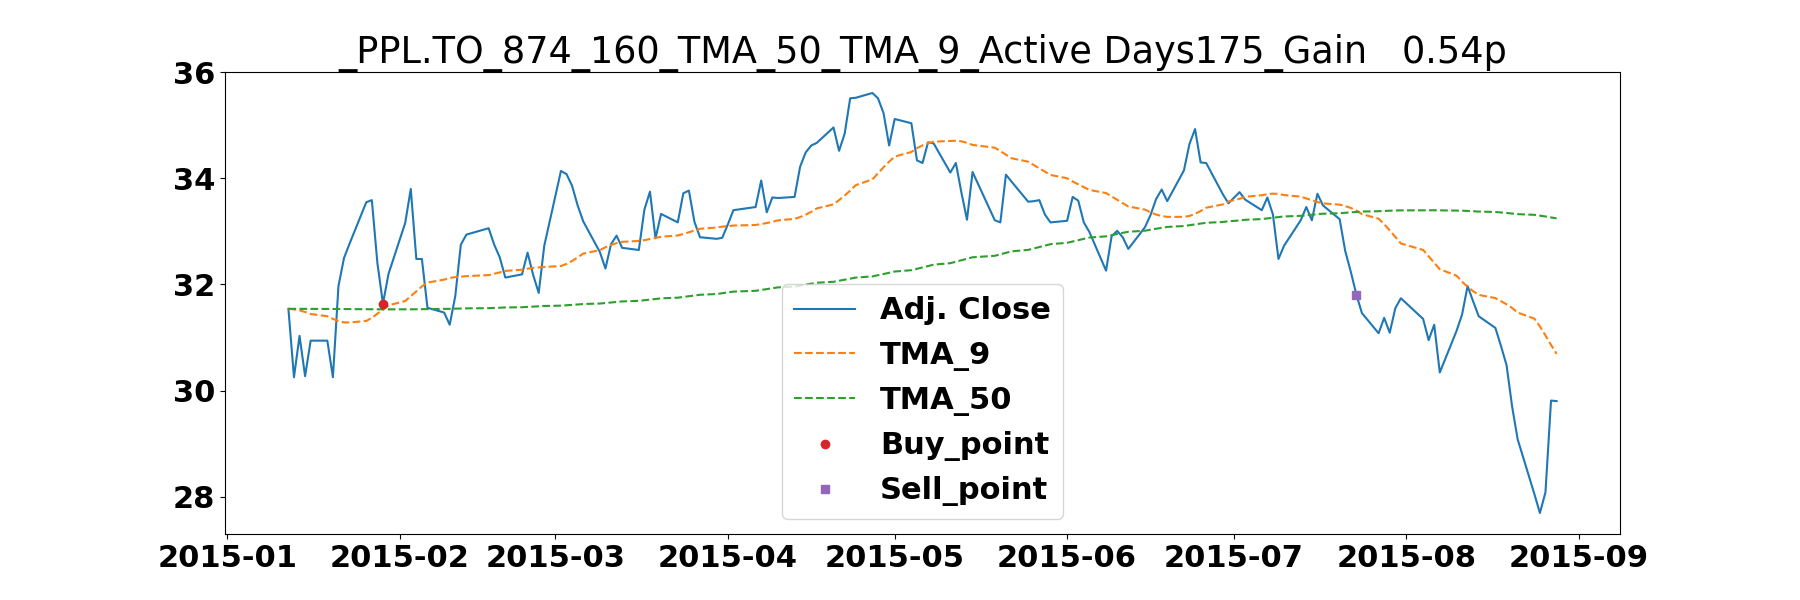 _PPL.TO_874_160_TMA_50_TMA_9_Active Days175_Gain   0.54p
36
34
32
30
28
Adj. Close
TMA_9
TMA_50
Buy_point
Sell_point
2015-01 2015-02 2015-03 2015-04 2015-05 2015-06 2015-07 2015-08 2015-09